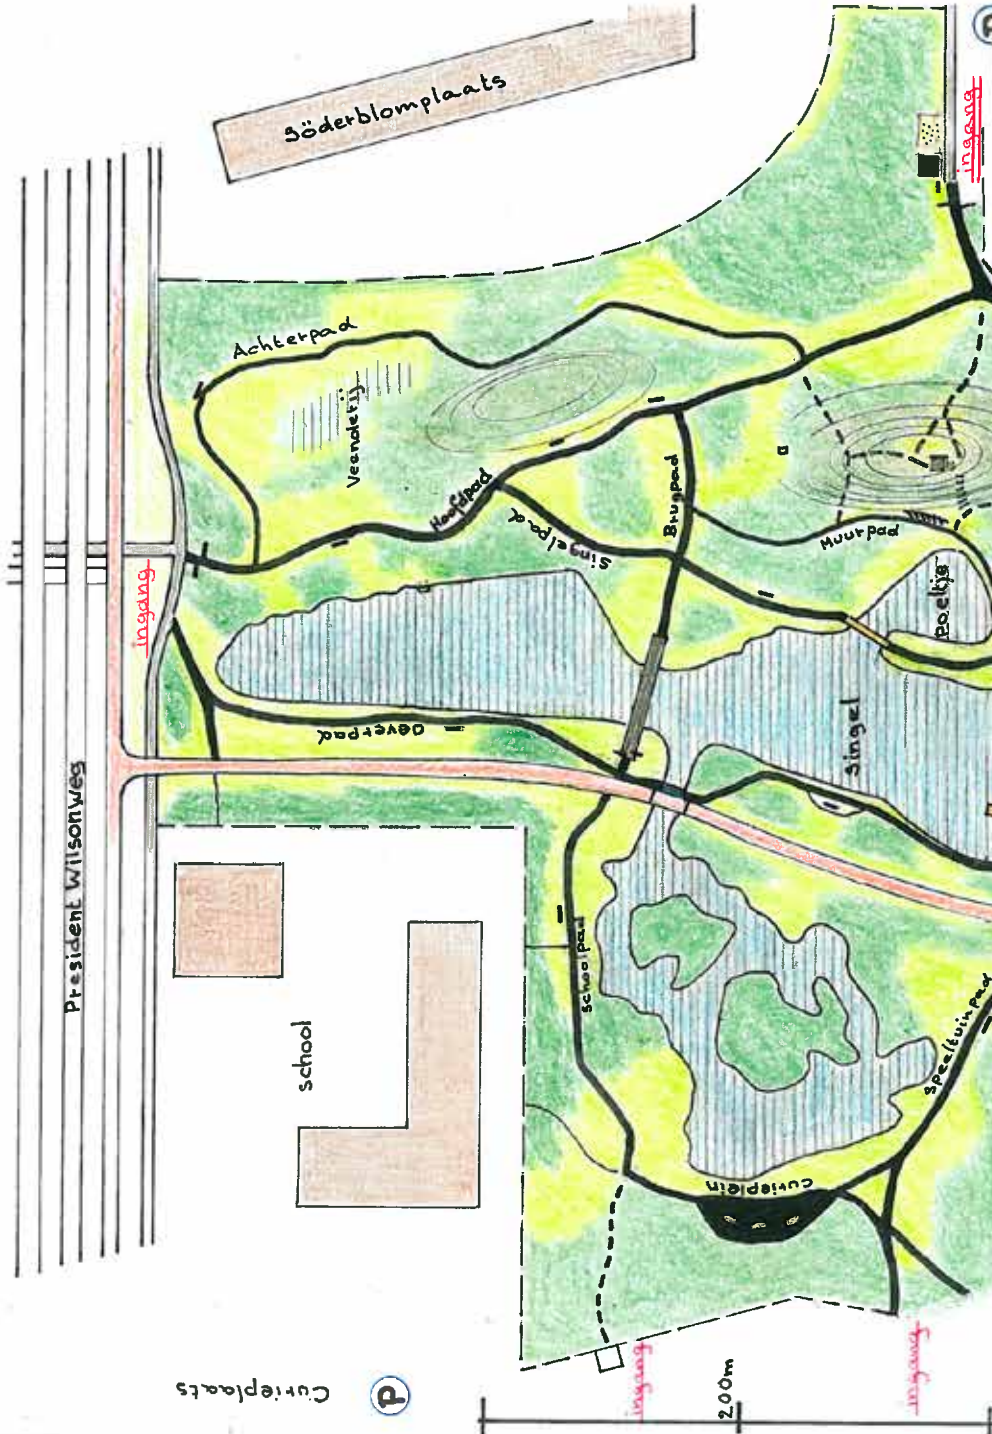 Söderblomplaats
P
ingang
Achterpad
Veenderij
Hoofdpad
Singelpad
Brugpad
Muurpad
poeltje
ingang
Oeverpad
Singel
President Wilsonweg
school
schoolpad
Speeltuinpad
Curieplein
Curieplaats
P
ingang
200m
ingang